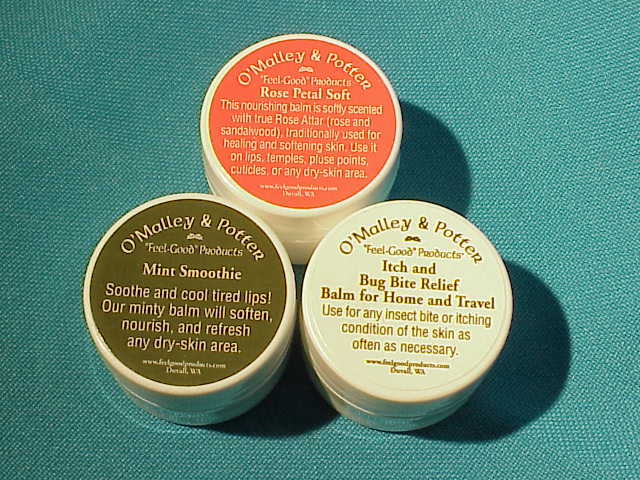 O'Malley & Potter
"Feel-Good" Products
Rose Petal Soft
This nourishing balm is softly scented
with true Rose Attar (rose and
sandalwood), traditionally used for
healing and softening skin. Use it
on lips, temples, pluse points,
cuticles, or any dry-skin area.
www.feelgoodproducts.com
Duvall, WA
O'Malley & Potter
"Feel-Good" Products
Mint Smoothie
Soothe and cool tired lips!
Our minty balm will soften,
nourish, and refresh
any dry-skin area.
www.feelgoodproducts.com
Duvall, WA
O'Malley & Potter
"Feel-Good" Products
Itch and
Bug Bite Relief
Balm for Home and Travel
Use for any insect bite or itching
condition of the skin as
often as necessary.
www.feelgoodproducts.com
Duvall, WA